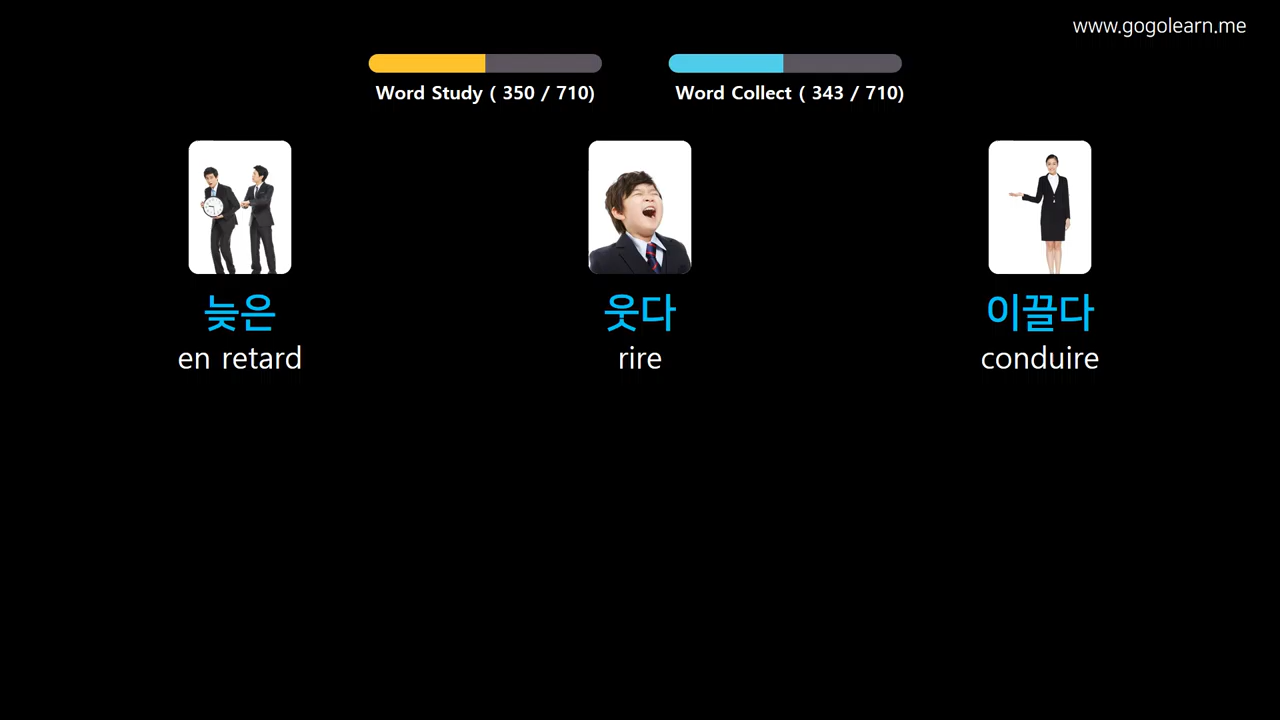 www.gogolearn.me
Word Study ( 350 / 710)
Word Collect ( 343 / 710)
늦은
웃다
이끌다
en retard
rire
conduire